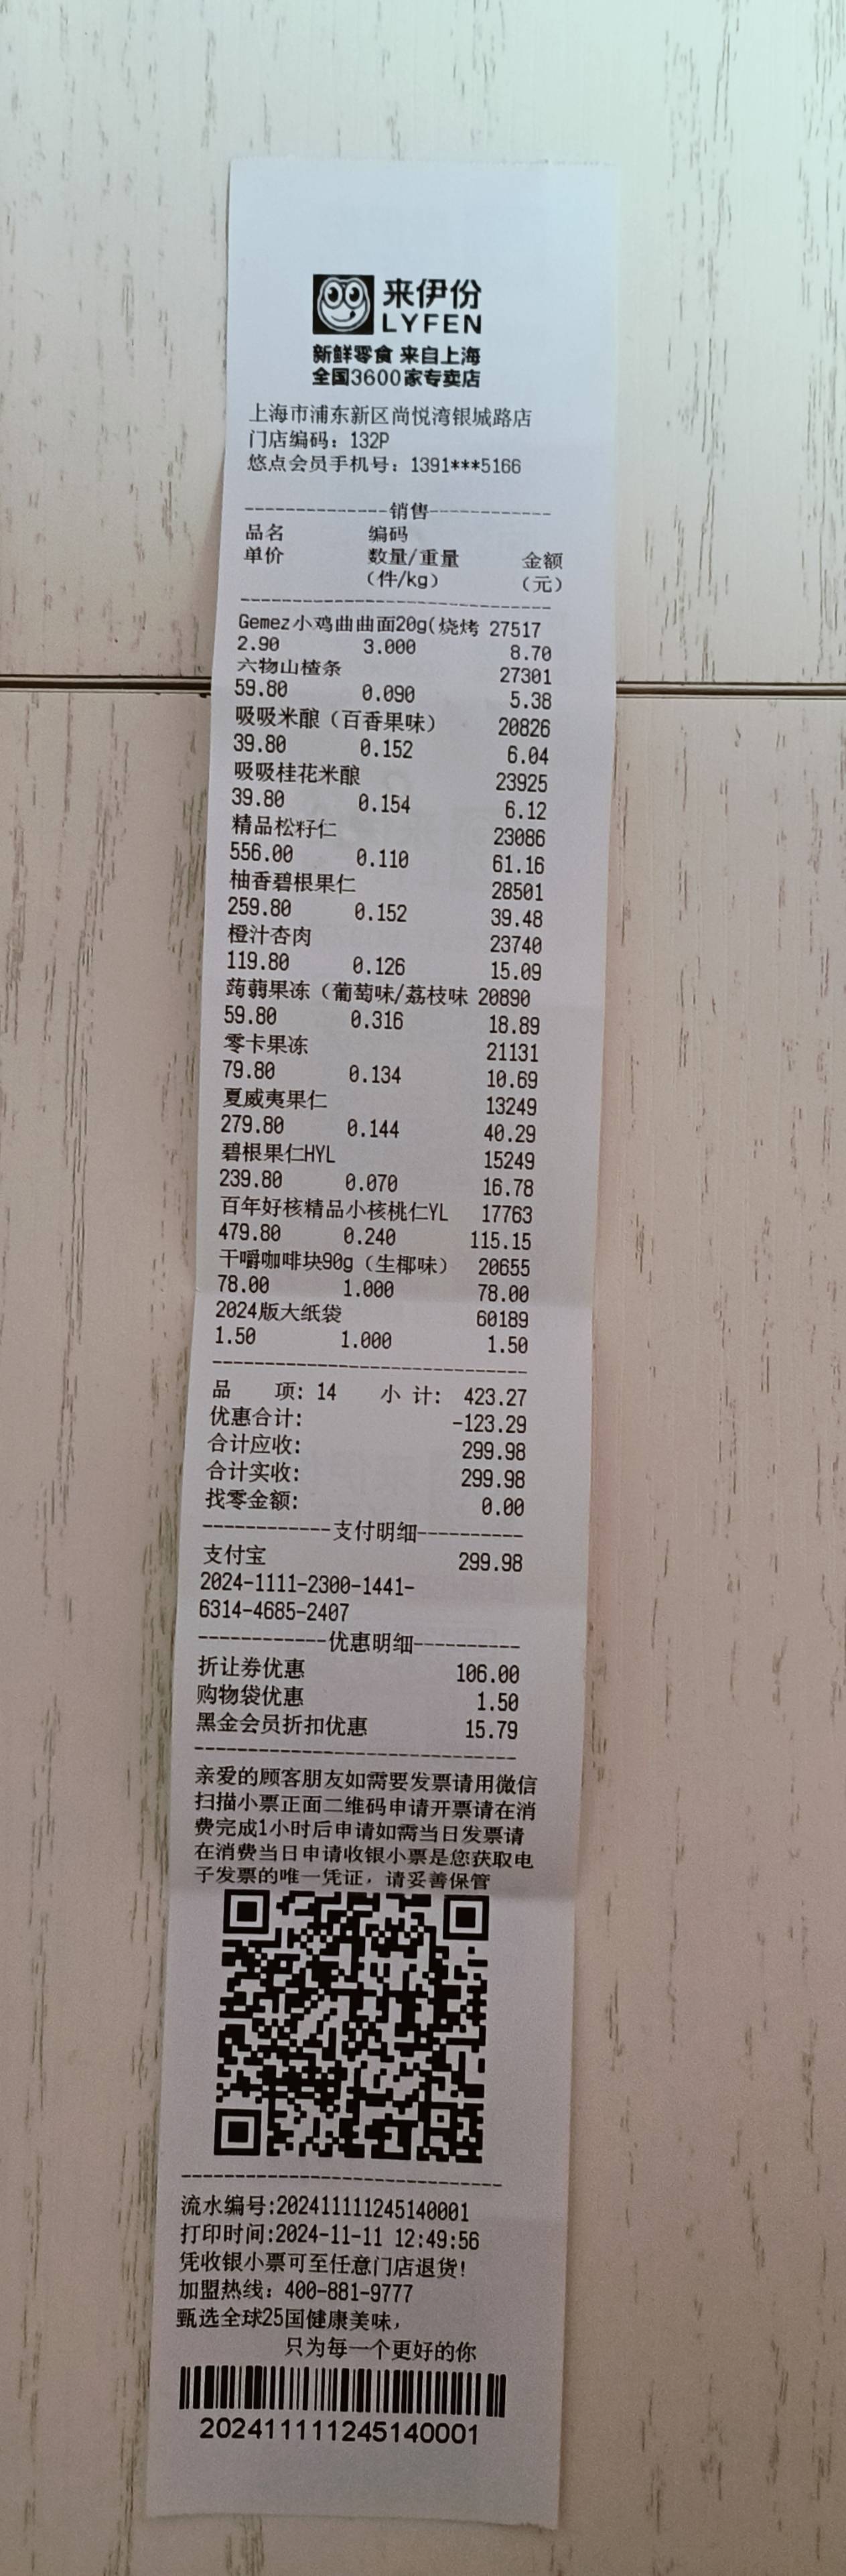 来伊份
LYFEN
新鲜零食 来自上海
全国3600家专卖店
上海市浦东新区尚悦湾银城路店
门店编码：132P
悠点会员手机号：1391***5166
--------------销售------------
品名 编码
单价 数量/重量 金额
（件/kg） （元）
------------------------------
Gemez小鸡曲曲面20g(烧烤 27517
2.90 3.000 8.70
六物山楂条 27301
59.80 0.090 5.38
吸吸米酿（百香果味） 20826
39.80 0.152 6.04
吸吸桂花米酿 23925
39.80 0.154 6.12
精品松籽仁 23086
556.00 0.110 61.16
柚香碧根果仁 28501
259.80 0.152 39.48
橙汁杏肉 23740
119.80 0.126 15.09
蒟蒻果冻（葡萄味/荔枝味 20890
59.80 0.316 18.89
零卡果冻 21131
79.80 0.134 10.69
夏威夷果仁 13249
279.80 0.144 40.29
碧根果仁HYL 15249
239.80 0.070 16.78
百年好核精品小核桃仁YL 17763
479.80 0.240 115.15
干嚼咖啡块90g（生椰味） 20655
78.00 1.000 78.00
2024版大纸袋 60189
1.50 1.000 1.50
------------------------------
品 项: 14 小 计: 423.27
优惠合计: -123.29
合计应收: 299.98
合计实收: 299.98
找零金额: 0.00
------------支付明细----------
支付宝 299.98
2024-1111-2300-1441-
6314-4685-2407
------------优惠明细----------
折让券优惠 106.00
购物袋优惠 1.50
黑金会员折扣优惠 15.79
------------------------------
亲爱的顾客朋友如需要发票请用微信
扫描小票正面二维码申请开票请在消
费完成1小时后申请如需当日发票请
在消费当日申请收银小票是您获取电
子发票的唯一凭证，请妥善保管
------------------------------
流水编号:202411111245140001
打印时间:2024-11-11 12:49:56
凭收银小票可至任意门店退货!
加盟热线：400-881-9777
甄选全球25国健康美味，
只为每一个更好的你
202411111245140001